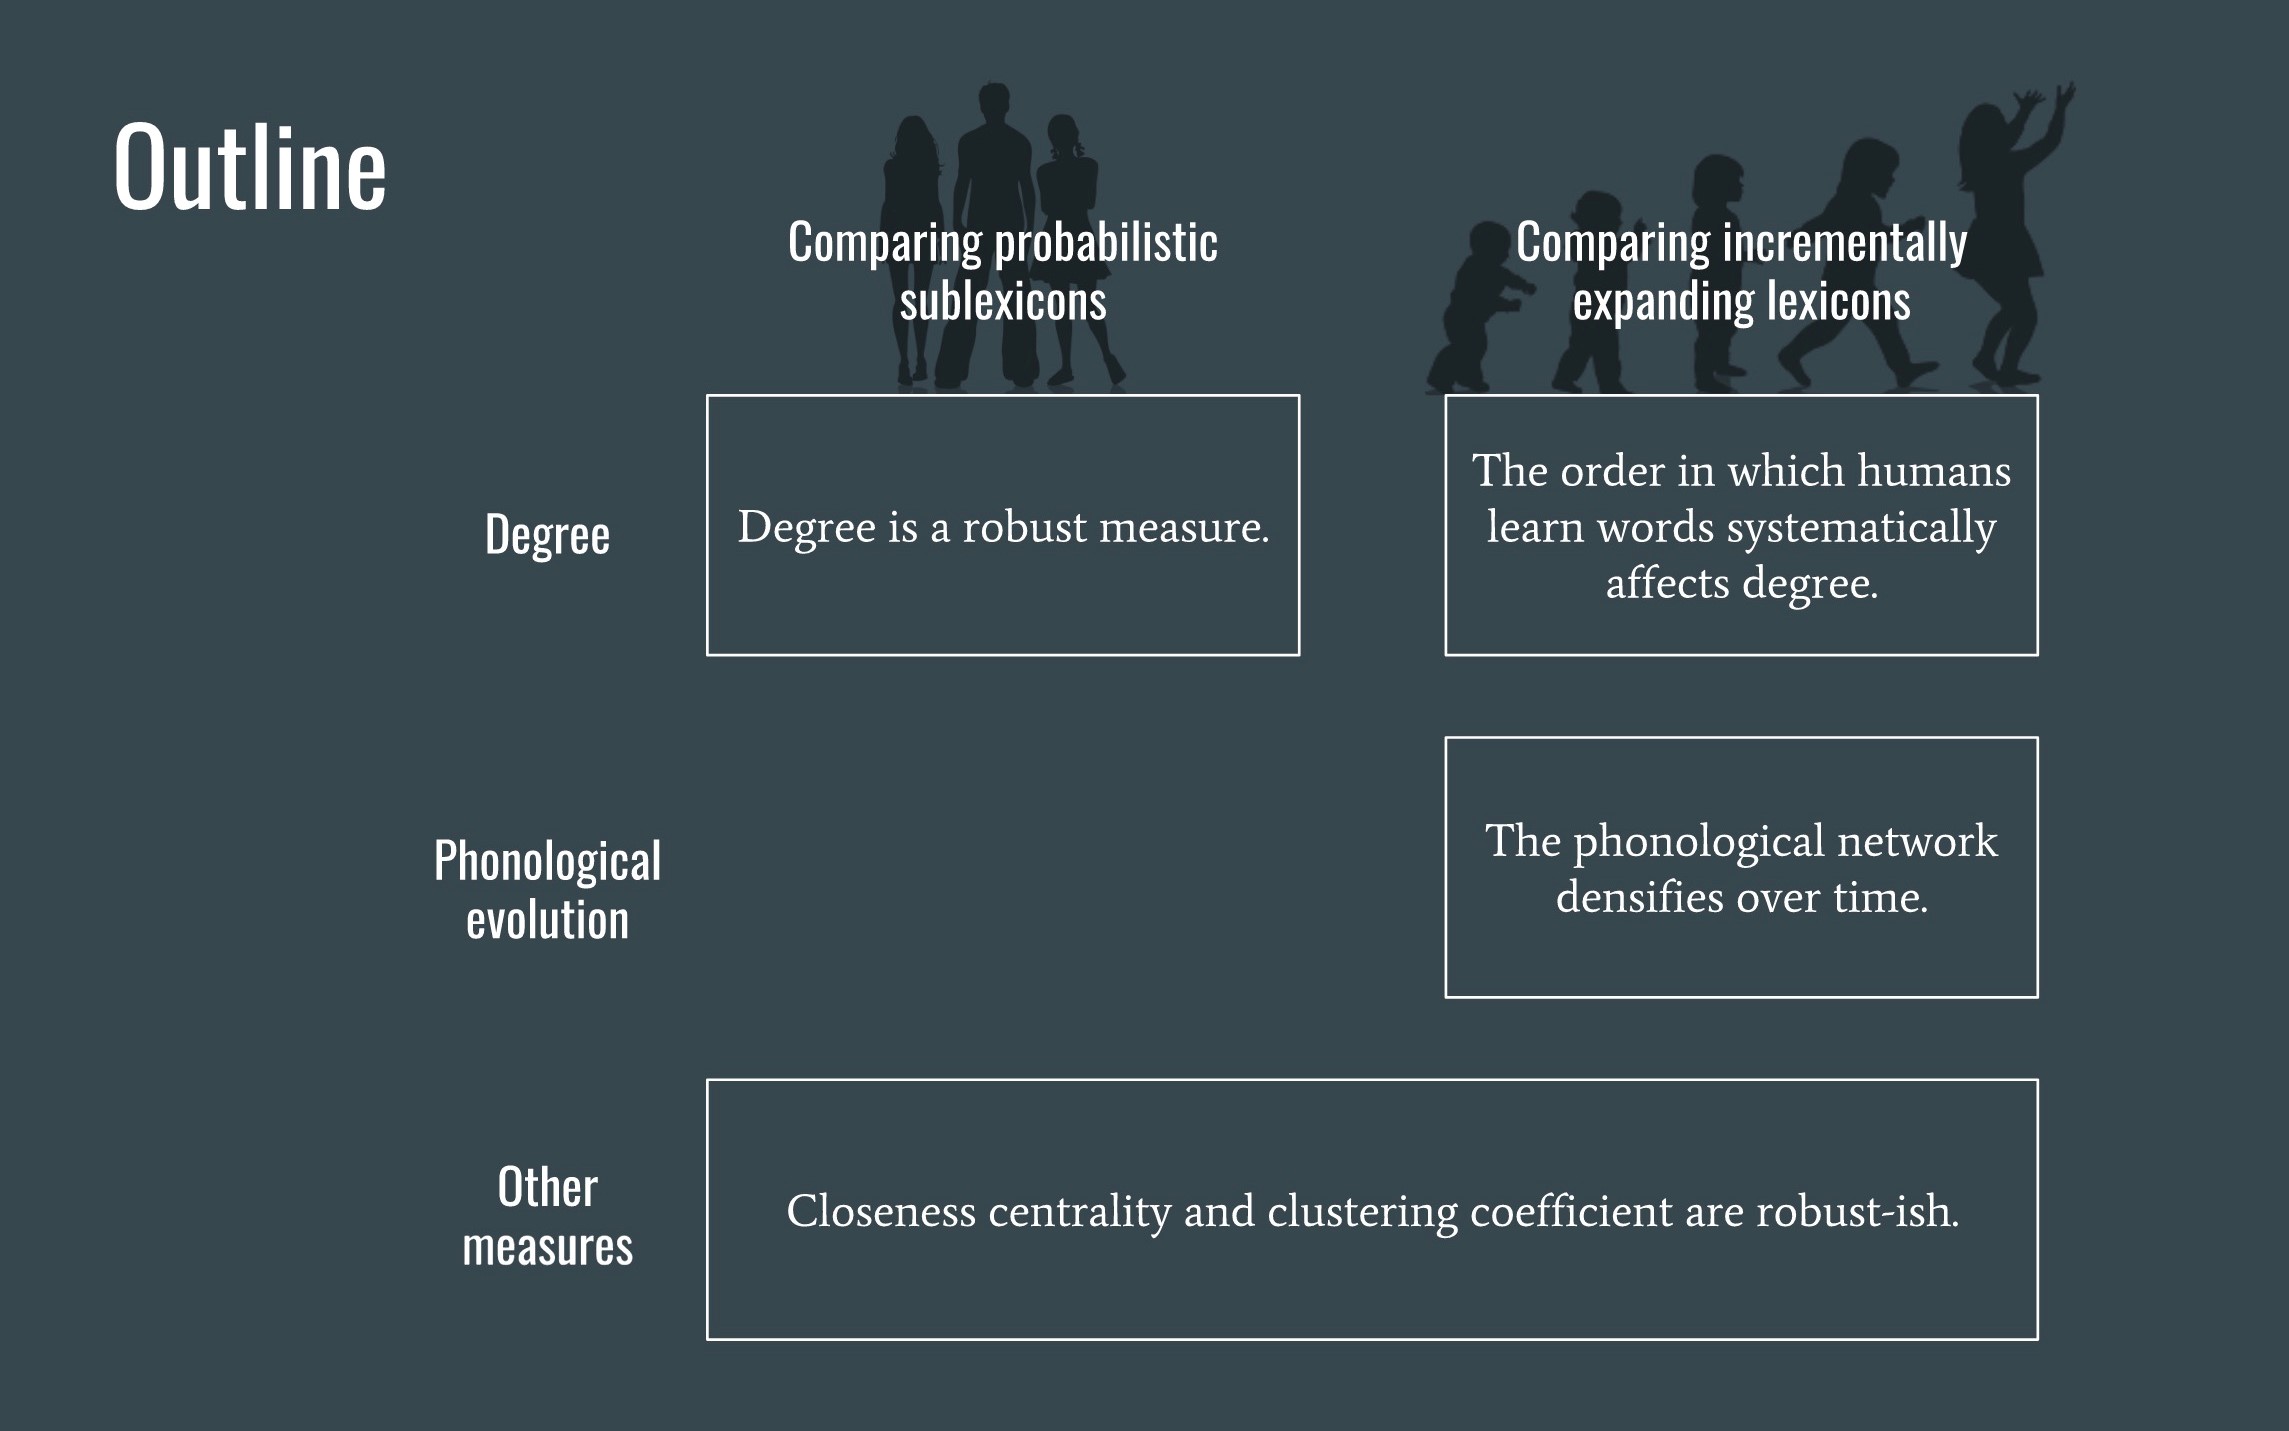 Outline
Comparing probabilistic
sublexicons
Comparing incrementally
expanding lexicons
Degree
Degree is a robust measure.
The order in which humans
learn words systematically
affects degree.
Phonological
evolution
The phonological network
densifies over time.
Other
measures
Closeness centrality and clustering coefficient are robust-ish.